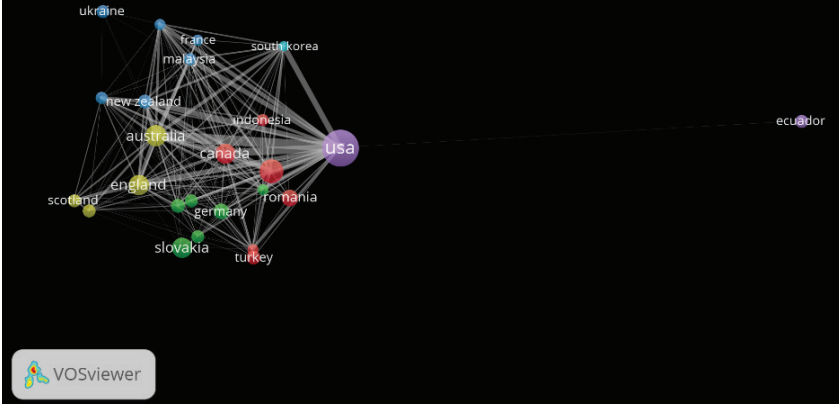 ukraine
france
south korea
malaysia
new zealand
indonesia
ecuador
australia
usa
canada
england
romania
scotland
germany
slovakia
turkey
VOSviewer